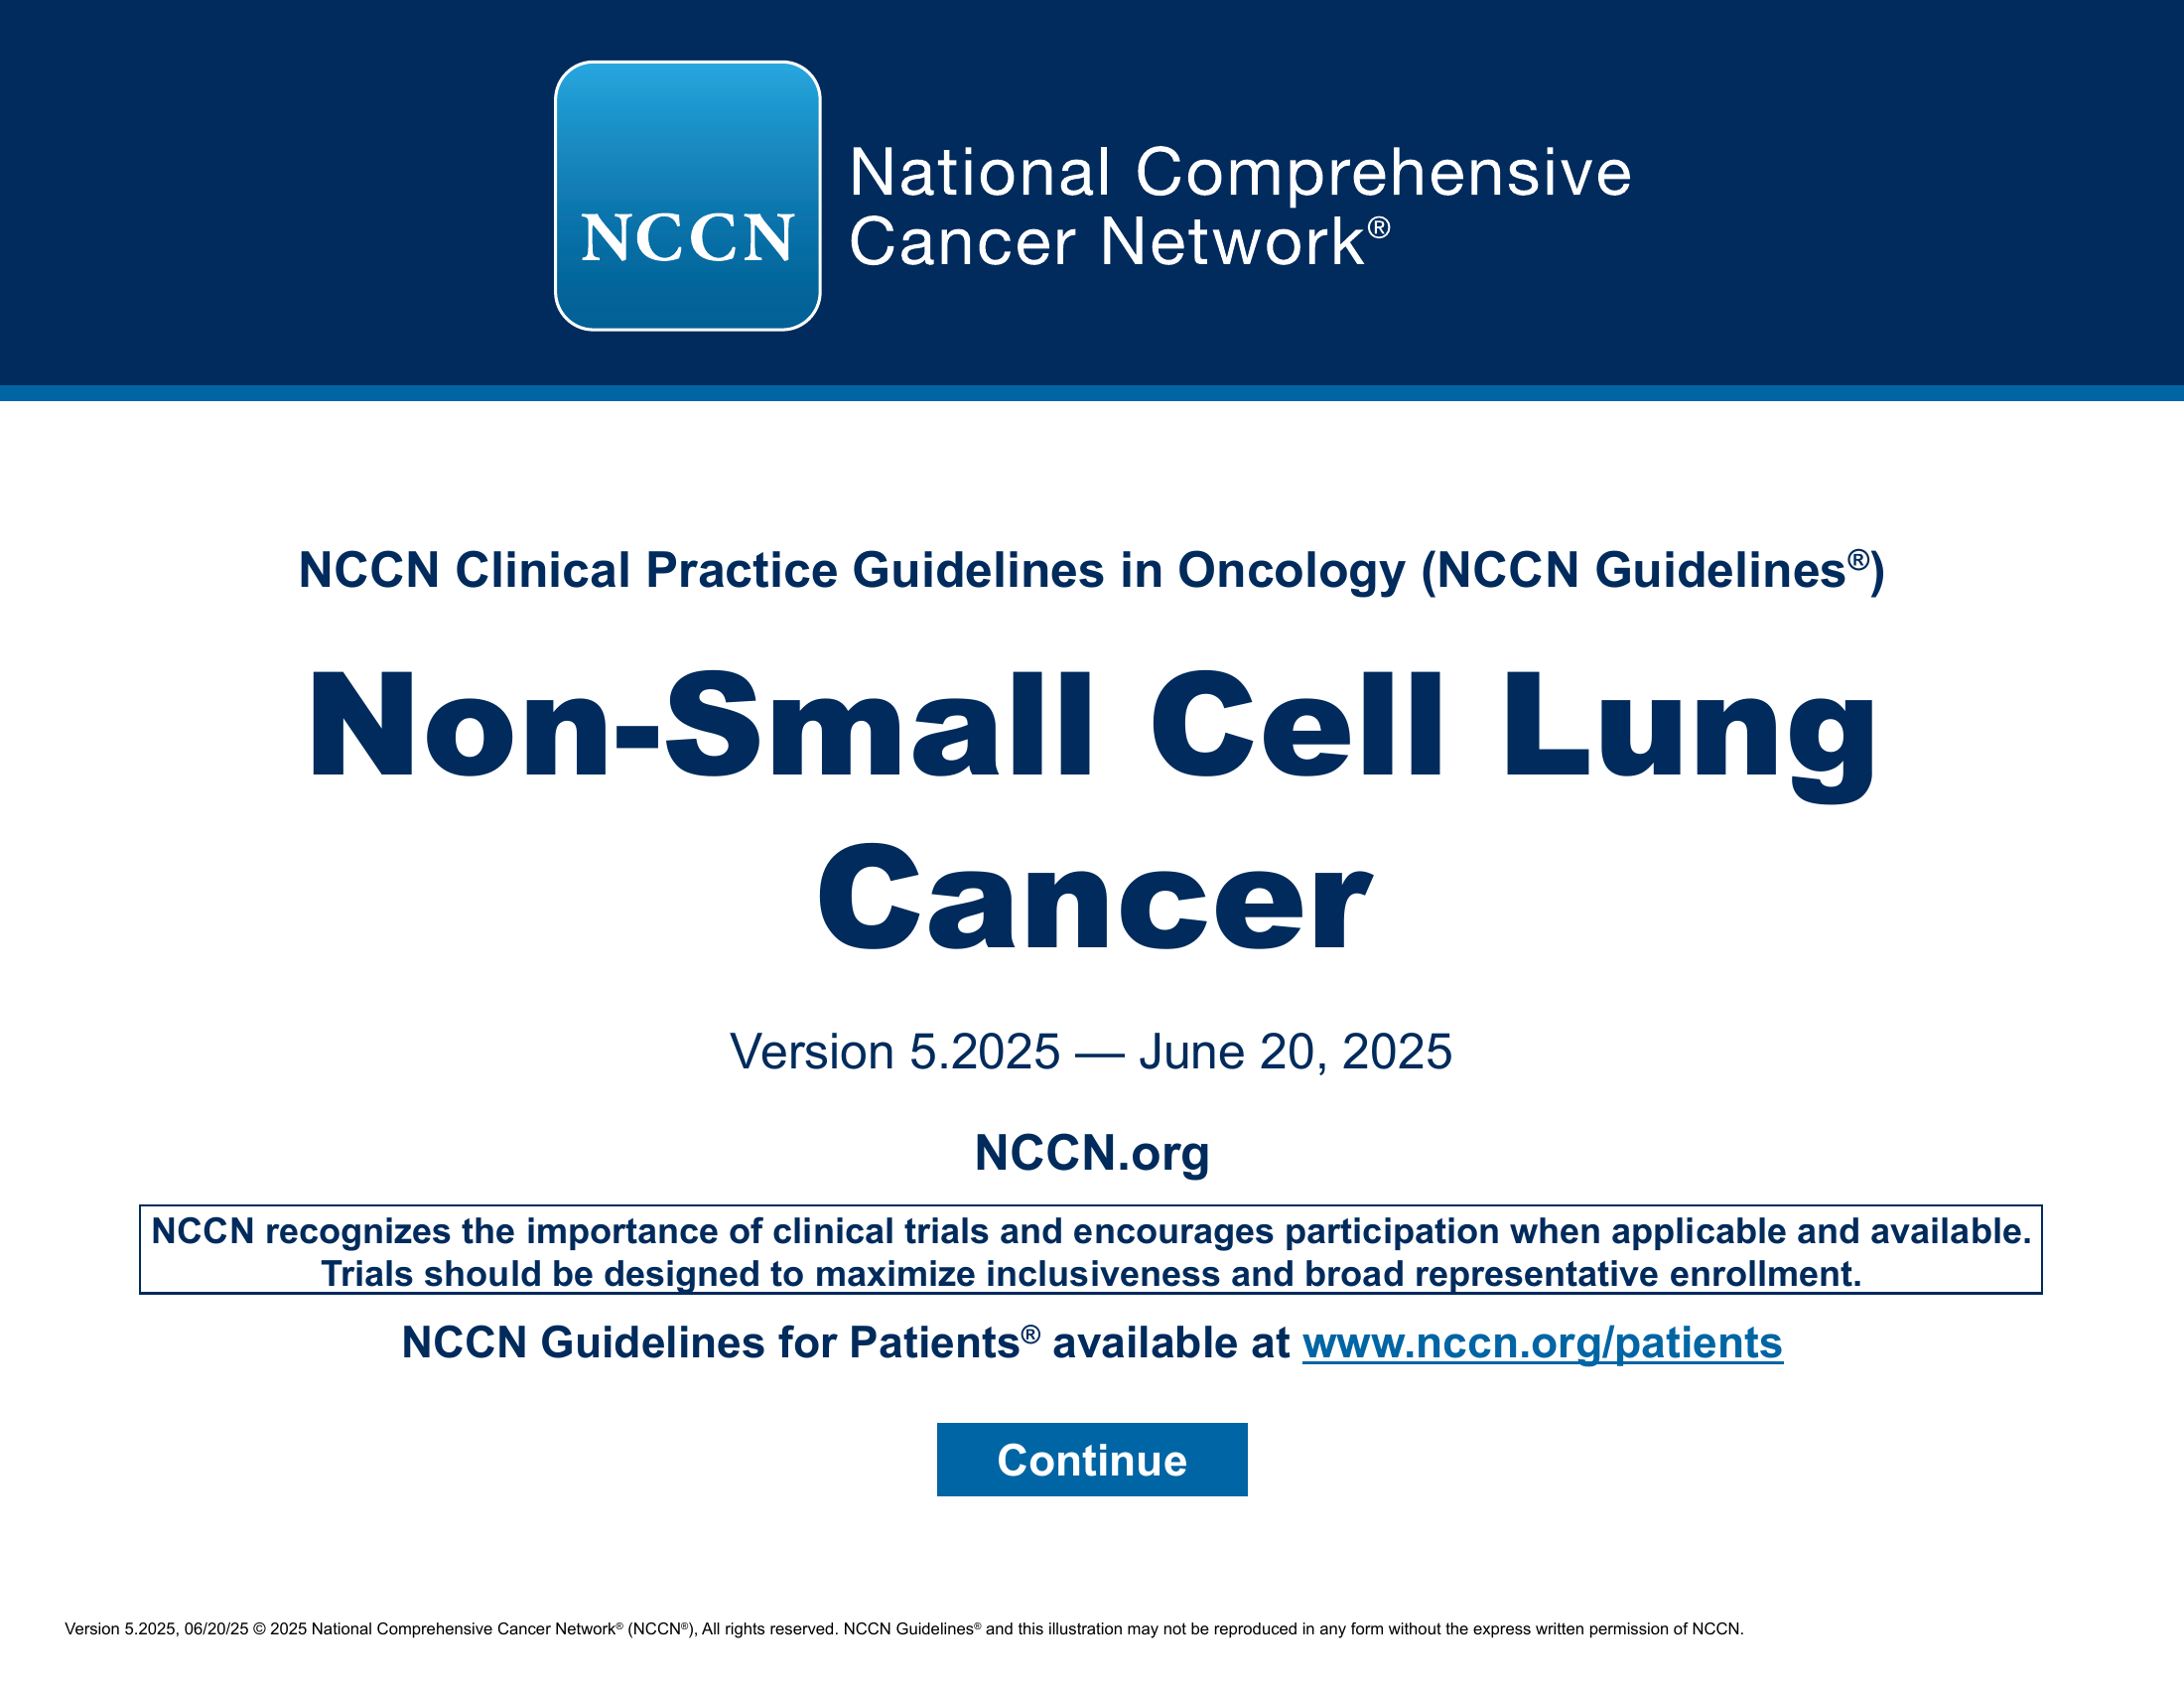 NCCN
National Comprehensive
Cancer Network®
NCCN Clinical Practice Guidelines in Oncology (NCCN Guidelines®)
Non-Small Cell Lung
Cancer
Version 5.2025 — June 20, 2025
NCCN.org
NCCN recognizes the importance of clinical trials and encourages participation when applicable and available.
Trials should be designed to maximize inclusiveness and broad representative enrollment.
NCCN Guidelines for Patients® available at www.nccn.org/patients
Continue
Version 5.2025, 06/20/25 © 2025 National Comprehensive Cancer Network® (NCCN®), All rights reserved. NCCN Guidelines® and this illustration may not be reproduced in any form without the express written permission of NCCN.